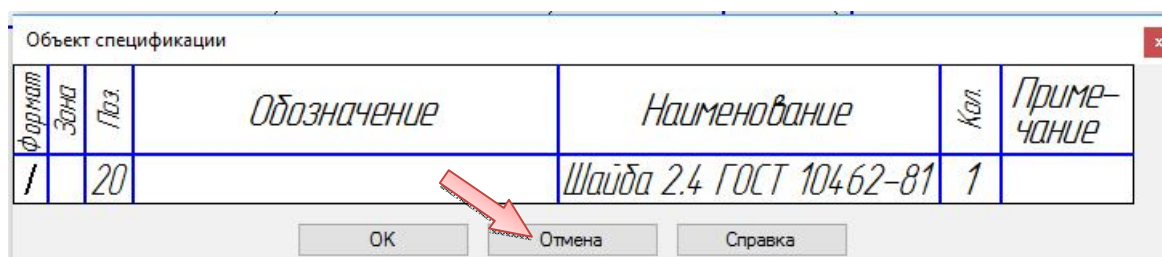 Объект спецификации
x
Формат Зона Поз. Обозначение Наименование Кол. Приме-
чание
/ 20 Шайба 2.4 ГОСТ 10462-81 1
ОК Отмена Справка